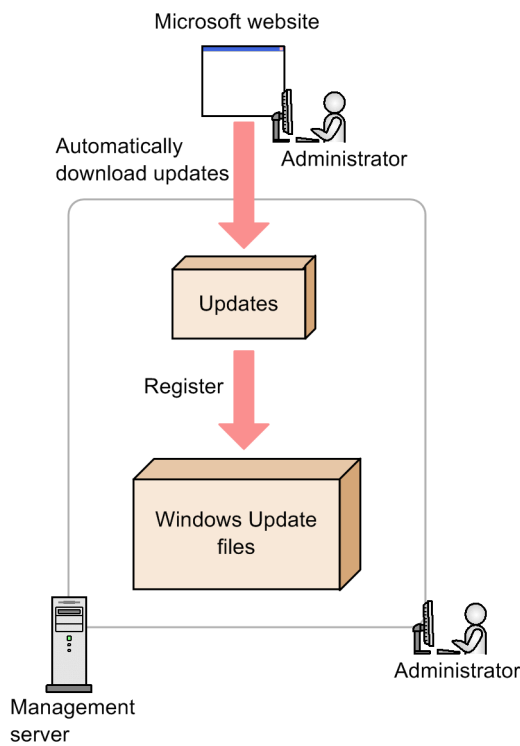 Microsoft website
Administrator
Automatically
download updates
Updates
Register
Windows Update
files
Administrator
Management
server